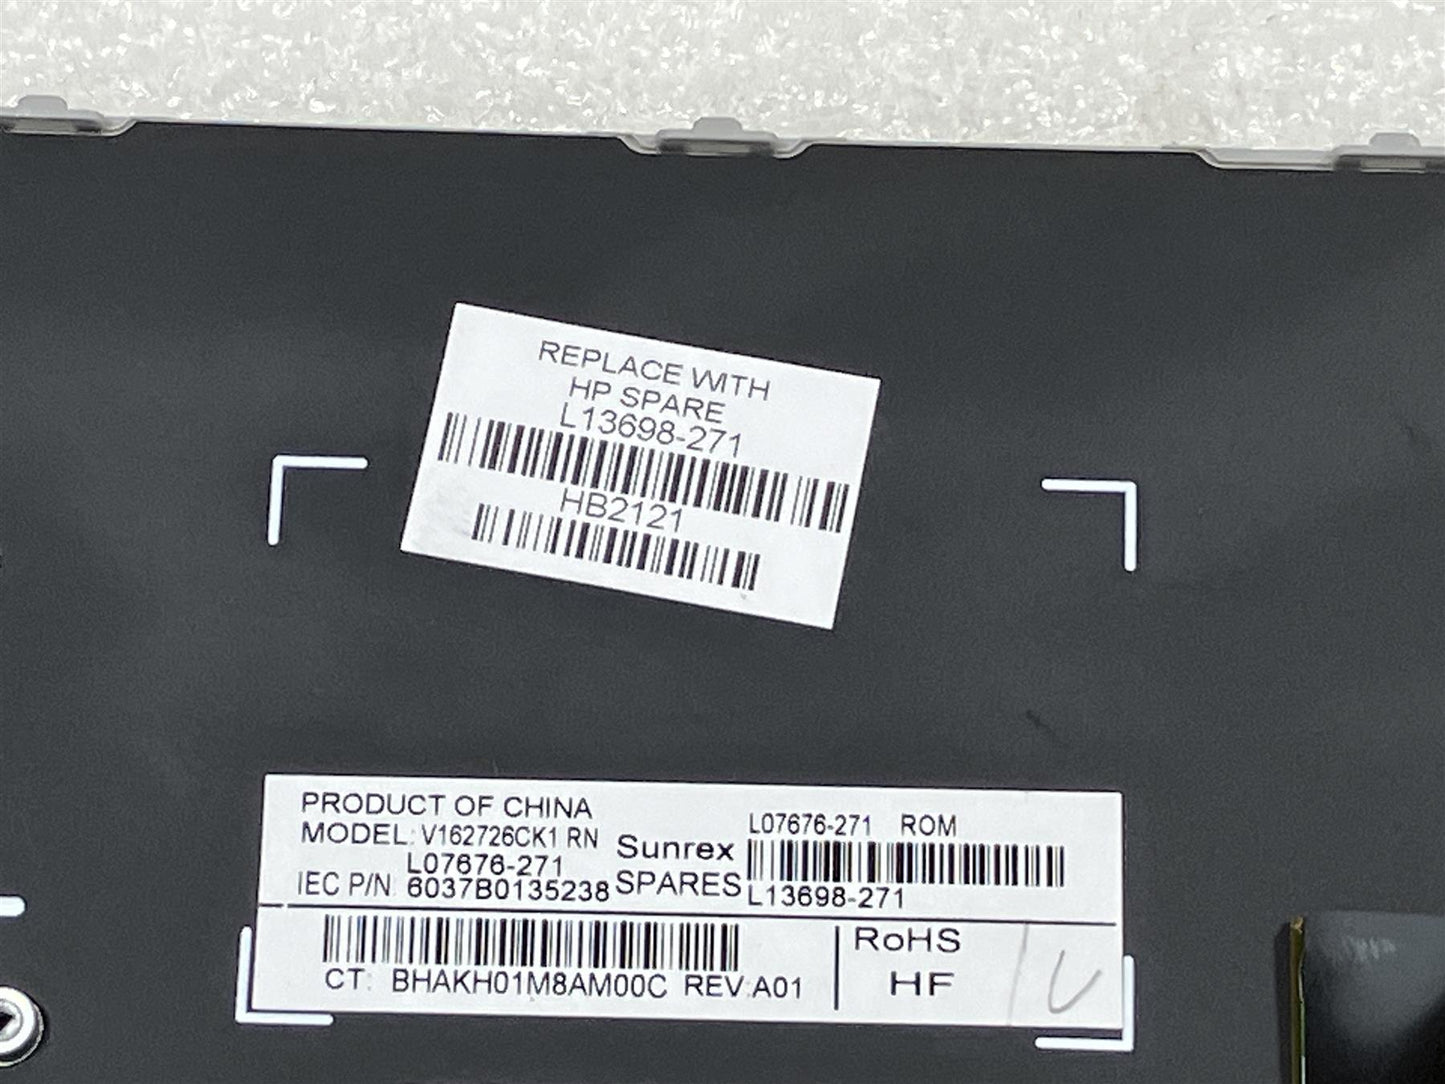 REPLACE WITH
HP SPARE
L13698-271
HB2121
PRODUCT OF CHINA
MODEL: V162726CK1 RN
L07676-271
IEC P/N: 6037B0135238
Sunrex
SPARES
L07676-271 ROM
L13698-271
CT: BHAKH01M8AM00C REV:A01
RoHS
HF